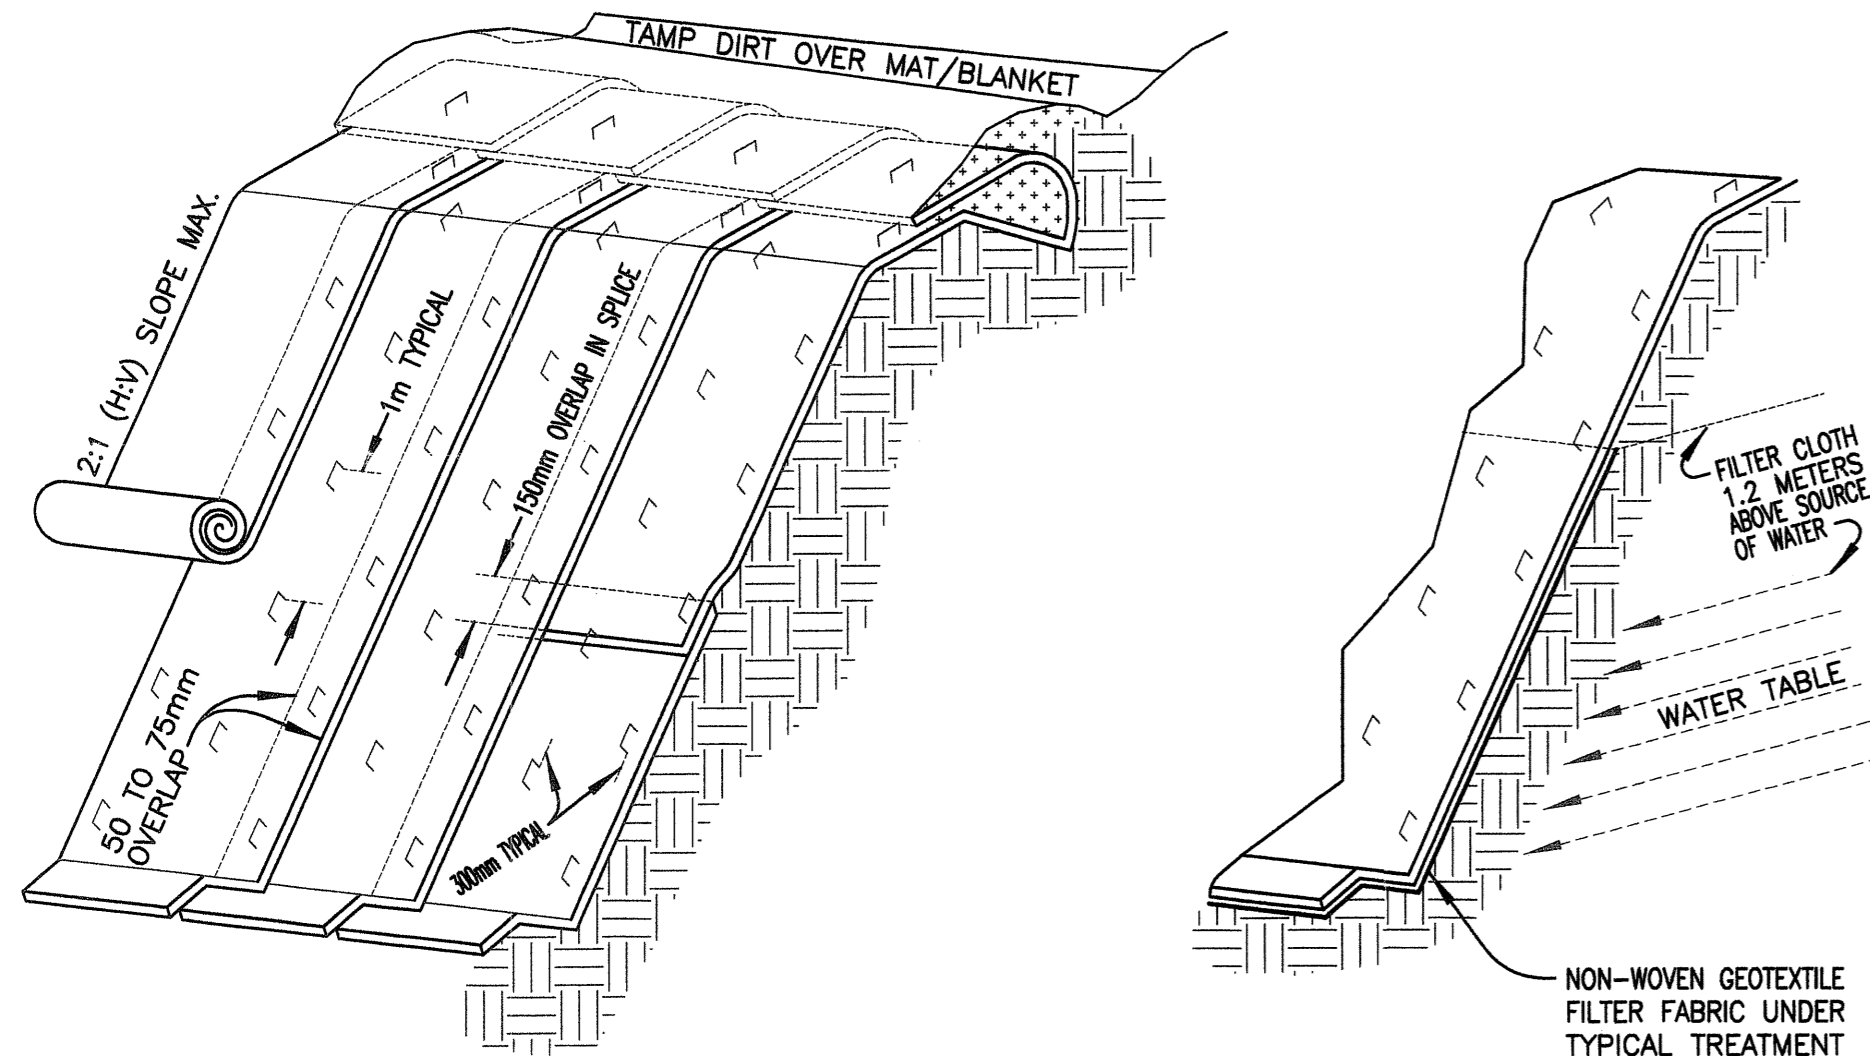 TAMP DIRT OVER MAT/BLANKET
2:1 (H:V) SLOPE MAX.
1m TYPICAL
150mm OVERLAP IN SPLICE
50 TO 75mm
OVERLAP
300mm TYPICAL
FILTER CLOTH
1.2 METERS
ABOVE SOURCE
OF WATER
WATER TABLE
NON-WOVEN GEOTEXTILE
FILTER FABRIC UNDER
TYPICAL TREATMENT